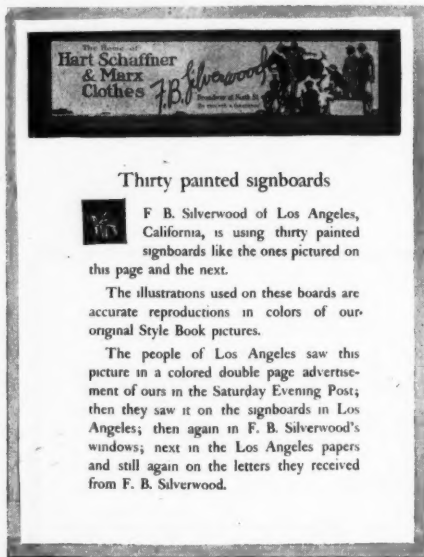 The Home of
Hart Schaffner
& Marx
Clothes
F.B. Silverwood
Broadway at Sixth St.
Thirty painted signboards
F B. Silverwood of Los Angeles,
California, is using thirty painted
signboards like the ones pictured on
this page and the next.
The illustrations used on these boards are
accurate reproductions in colors of our
original Style Book pictures.
The people of Los Angeles saw this
picture in a colored double page advertise-
ment of ours in the Saturday Evening Post;
then they saw it on the signboards in Los
Angeles; then again in F. B. Silverwood's
windows; next in the Los Angeles papers
and still again on the letters they received
from F. B. Silverwood.